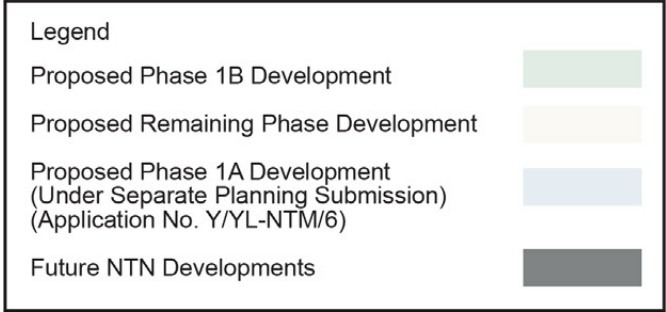 Legend
Proposed Phase 1B Development
Proposed Remaining Phase Development
Proposed Phase 1A Development
(Under Separate Planning Submission)
(Application No. Y/YL-NTM/6)
Future NTN Developments